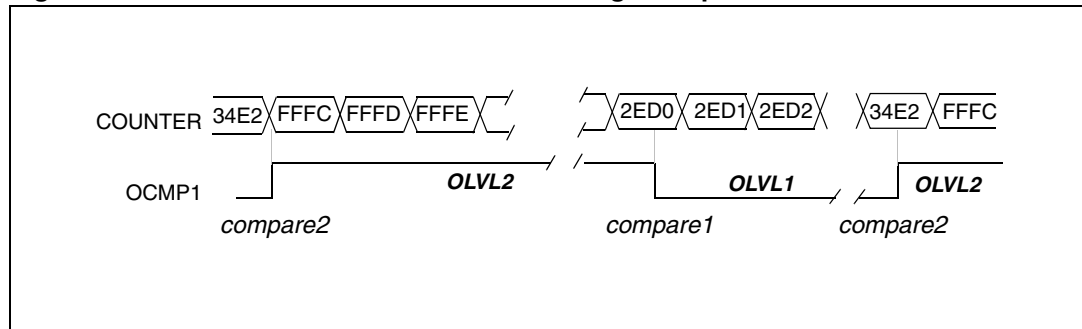 COUNTER 34E2 FFFC FFFD FFFE 2ED0 2ED1 2ED2 34E2 FFFC
OCMP1 OLVL2 OLVL1 OLVL2
compare2 compare1 compare2